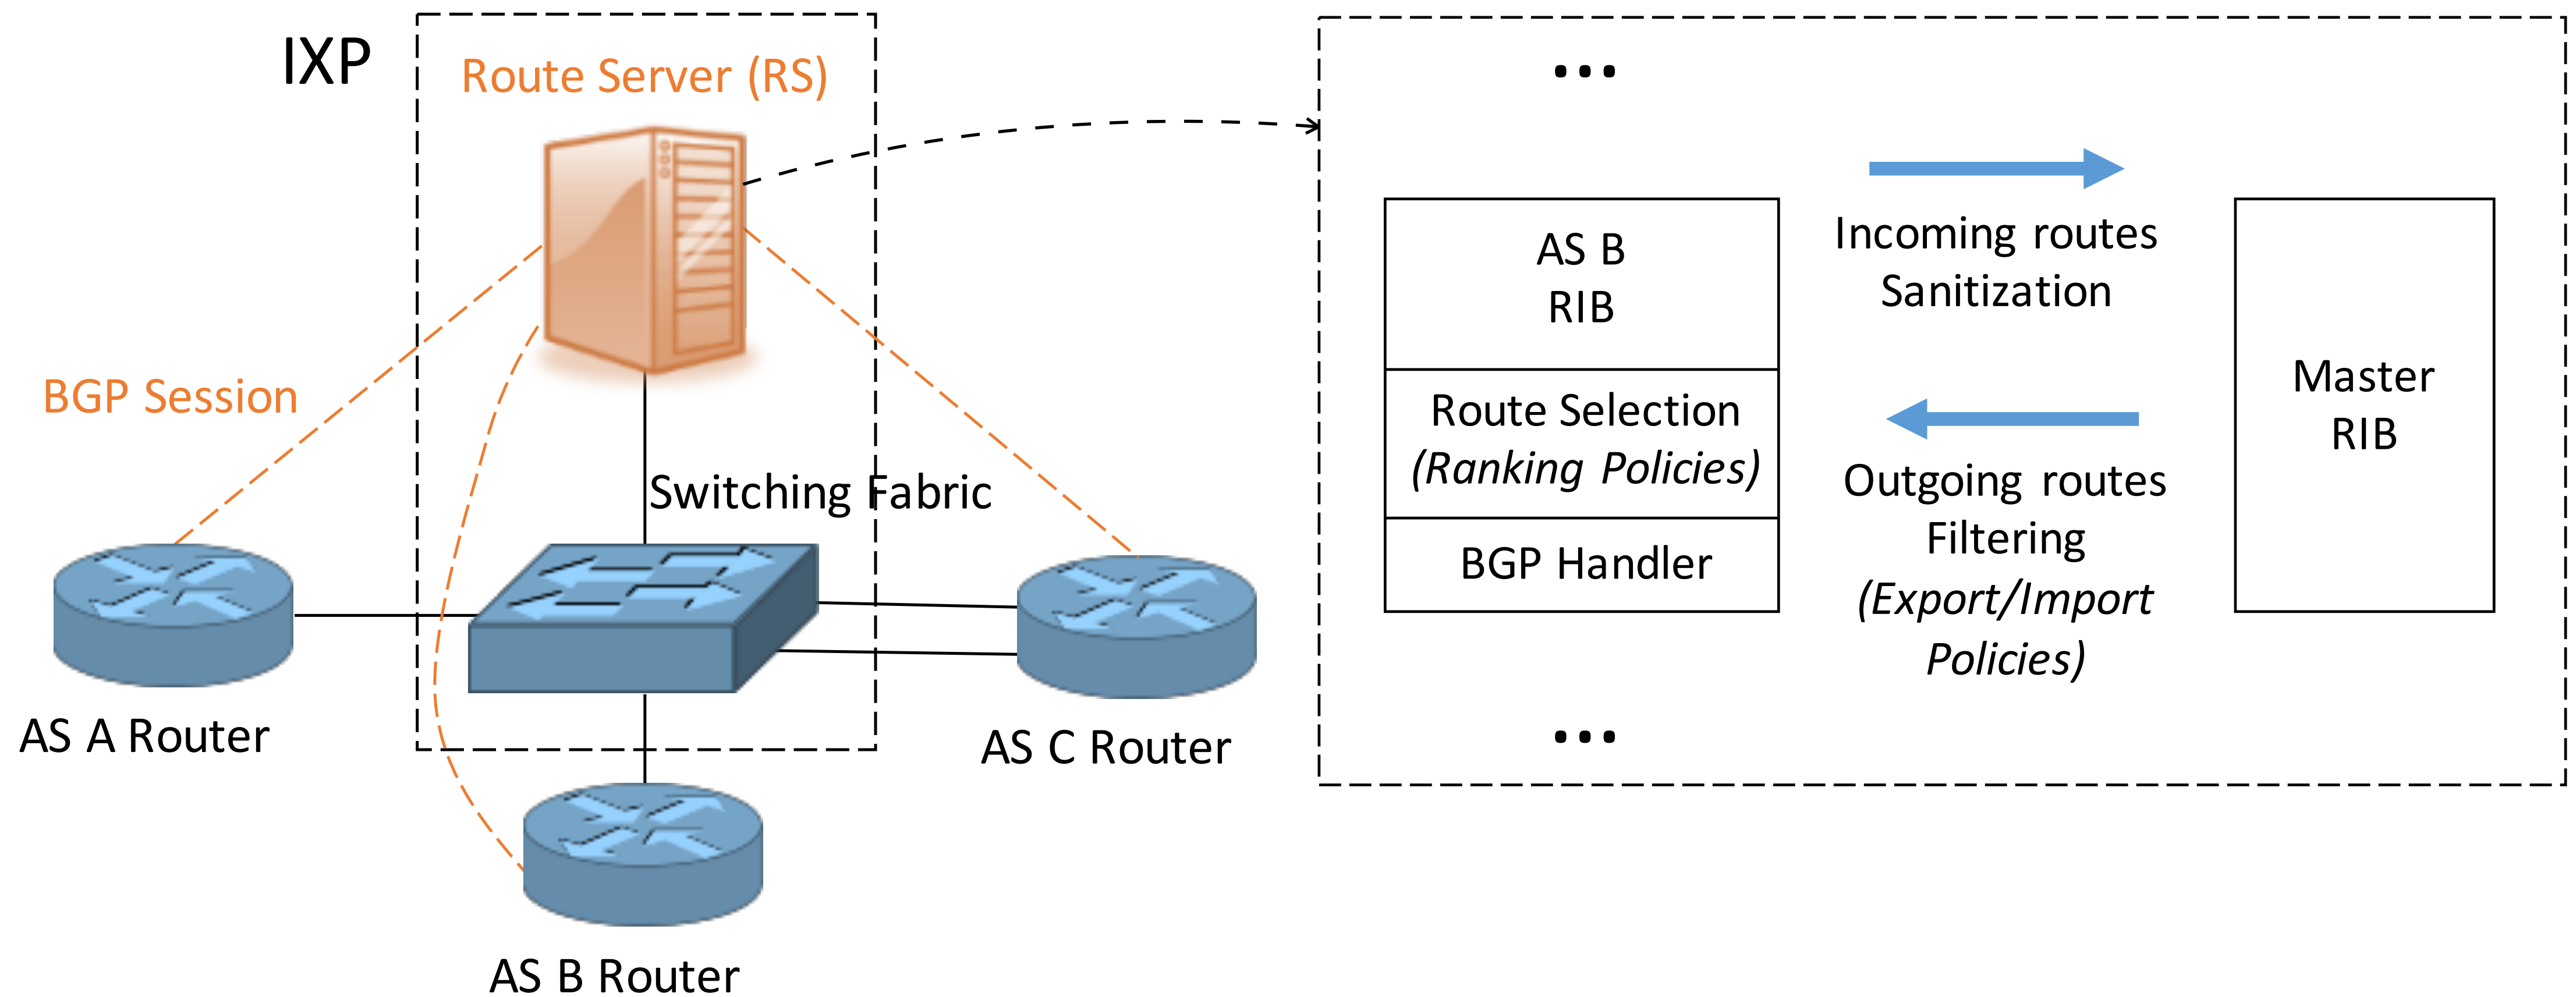 IXP
Route Server (RS)
BGP Session
Switching Fabric
AS A Router
AS C Router
AS B Router
...
AS B
RIB
Route Selection
(Ranking Policies)
BGP Handler
...
Incoming routes
Sanitization
Outgoing routes
Filtering
(Export/Import
Policies)
Master
RIB